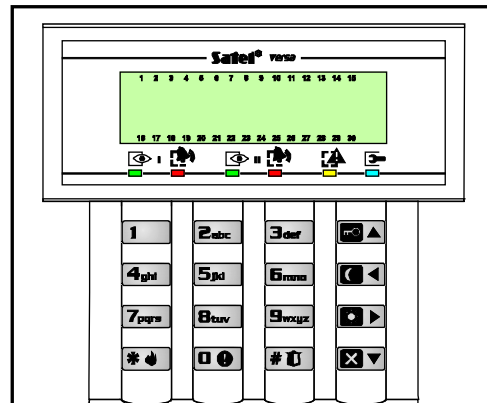 Satel® versa
1 2 3 4 5 6 7 8 9 10 11 12 13 14 15
16 17 18 19 20 21 22 23 24 25 26 27 28 29 30
I II
1 2abc 3def
4ghi 5jkl 6mno
7pqrs 8tuv 9wxyz
* 0 #